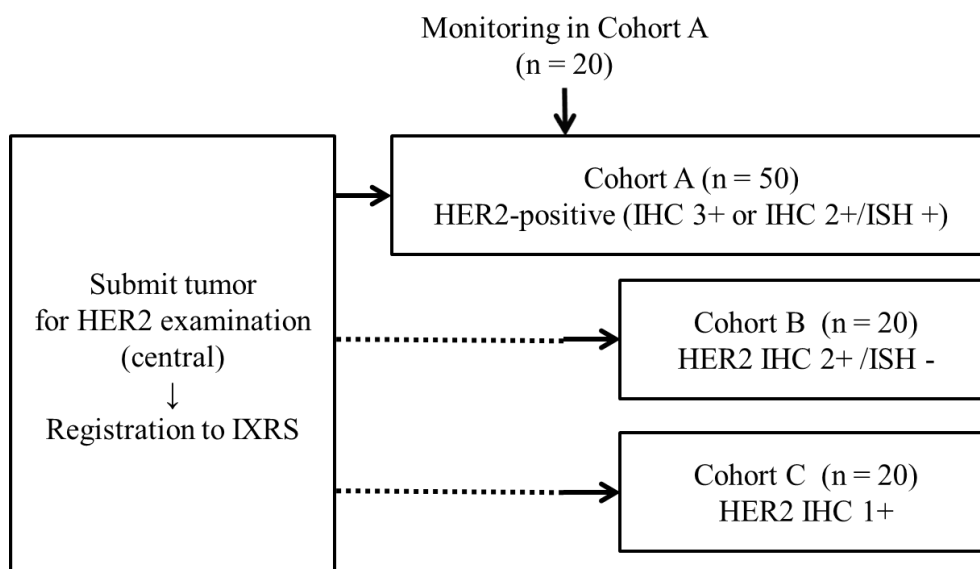 Monitoring in Cohort A
(n = 20)
Cohort A (n = 50)
HER2-positive (IHC 3+ or IHC 2+/ISH +)
Submit tumor
for HER2 examination
(central)
↓
Registration to IXRS
Cohort B (n = 20)
HER2 IHC 2+ /ISH -
Cohort C (n = 20)
HER2 IHC 1+